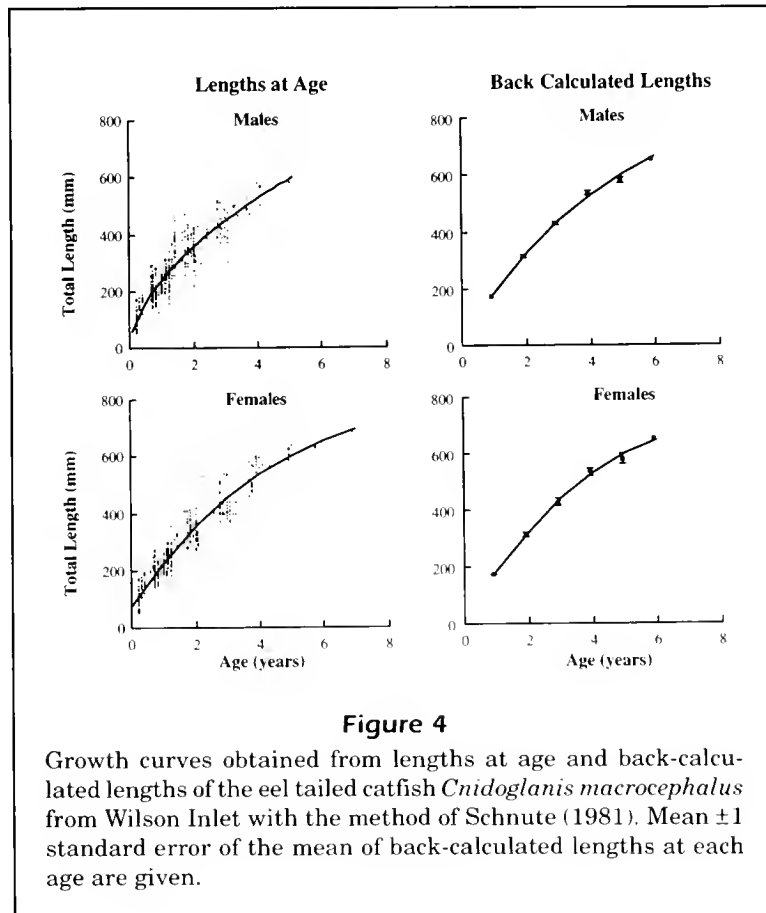 Lengths at Age
Back Calculated Lengths
Males
Males
800
600
400
200
0
0 2 4 6 8
Total Length (mm)
800
600
400
200
0
0 2 4 6 8
Females
Females
800
600
400
200
0
0 2 4 6 8
Total Length (mm)
Age (years)
800
600
400
200
0
0 2 4 6 8
Age (years)
Figure 4
Growth curves obtained from lengths at age and back-calcu-
lated lengths of the eel tailed catfish Cnidoglanis macrocephalus
from Wilson Inlet with the method of Schnute (1981). Mean ±1
standard error of the mean of back-calculated lengths at each
age are given.